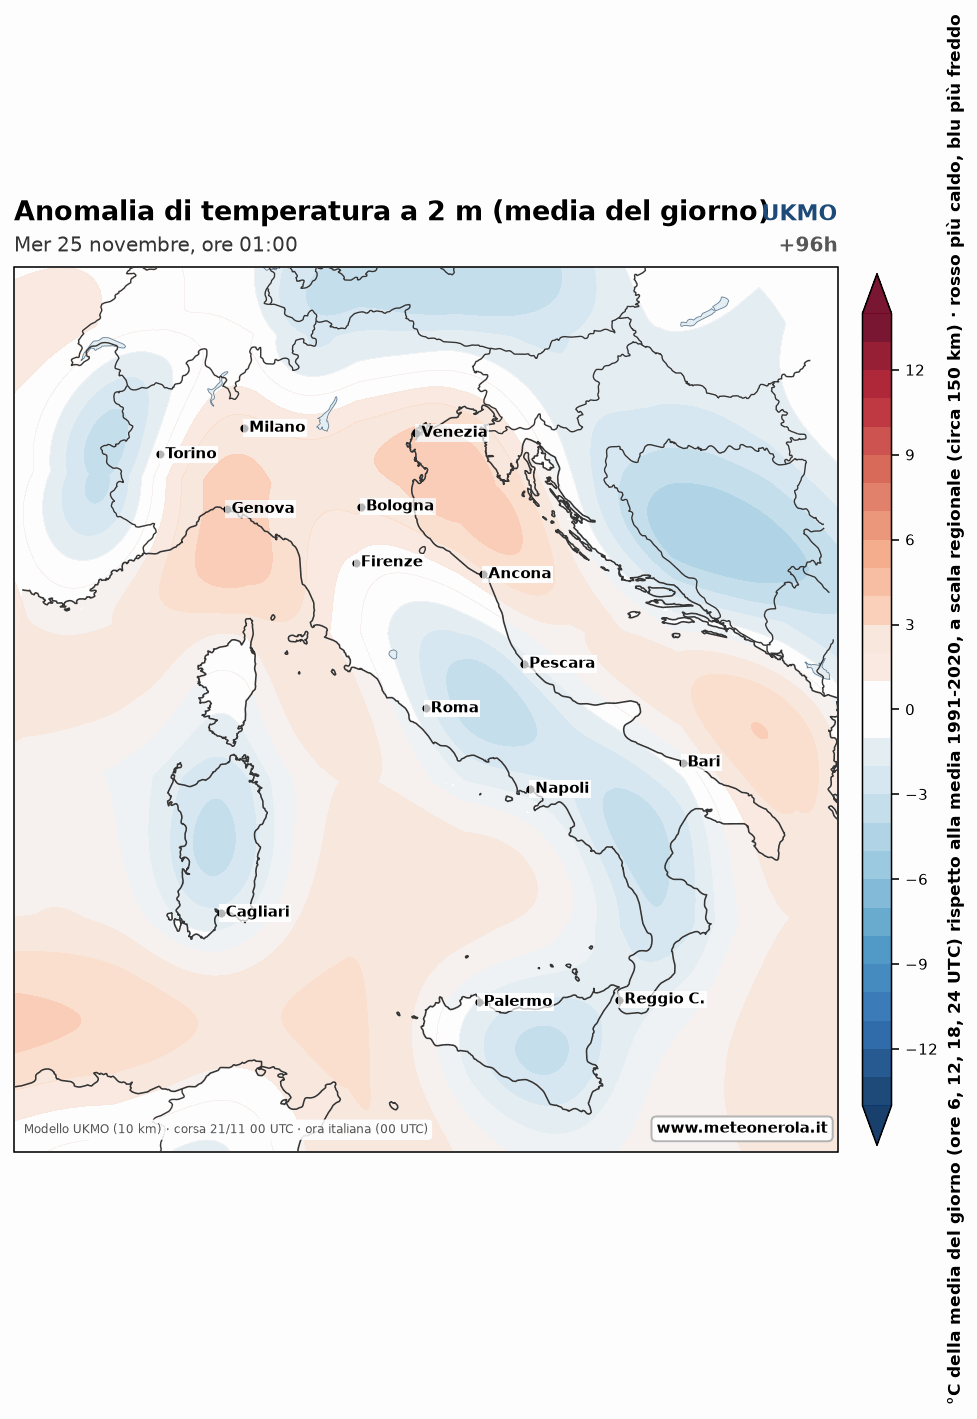 Anomalia di temperatura a 2 m (media del giorno)
UKMO
Mer 25 novembre, ore 01:00
+96h
Milano
Venezia
Torino
Genova
Bologna
Firenze
Ancona
Pescara
Roma
Bari
Napoli
Cagliari
Palermo
Reggio C.
12
9
6
3
0
−3
−6
−9
−12
°C della media del giorno (ore 6, 12, 18, 24 UTC) rispetto alla media 1991-2020, a scala regionale (circa 150 km) · rosso più caldo, blu più freddo
Modello UKMO (10 km) · corsa 21/11 00 UTC · ora italiana (00 UTC)
www.meteonerola.it